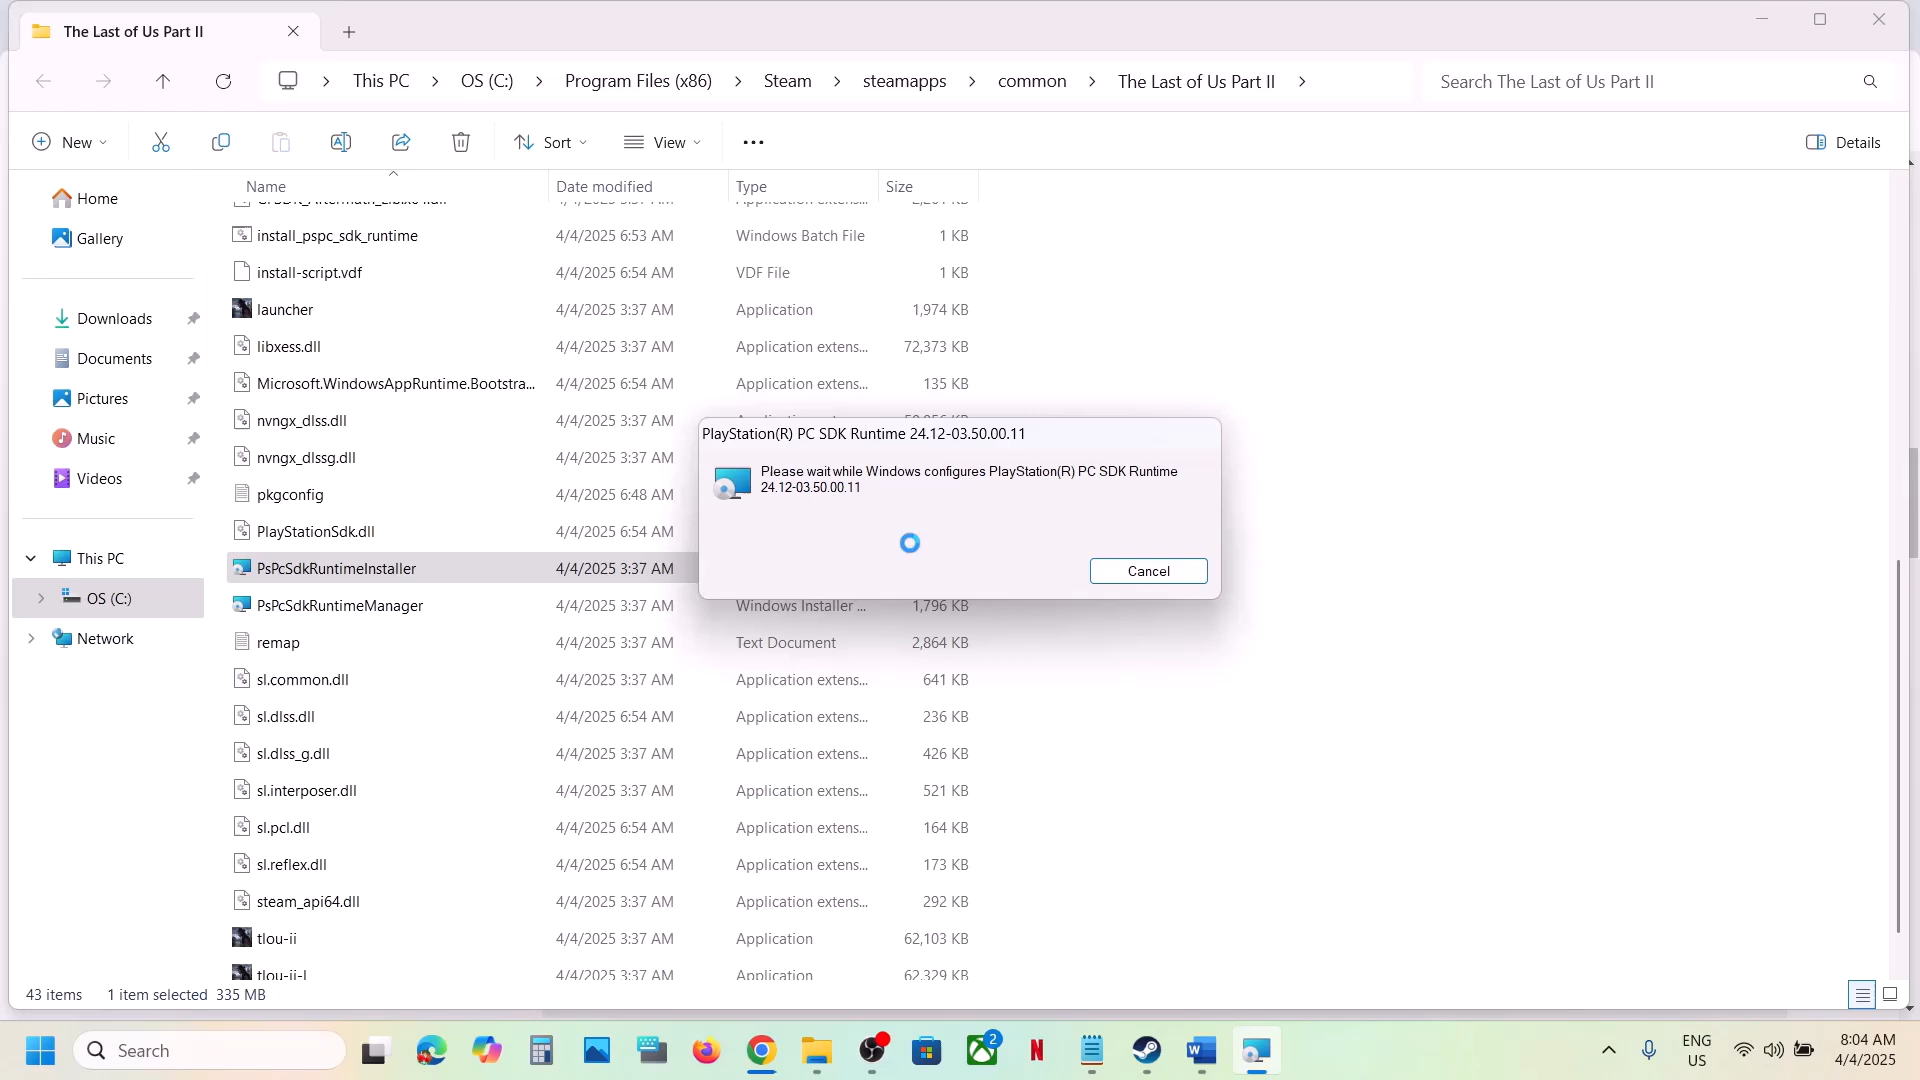 The Last of Us Part II
This PC
OS (C:)
Program Files (x86)
Steam
steamapps
common
The Last of Us Part II
Search The Last of Us Part II
New
Sort
View
Details
Name
Date modified
Type
Size
Home
Gallery
Downloads
Documents
Pictures
Music
Videos
This PC
OS (C:)
Network
install_pspc_sdk_runtime 4/4/2025 6:53 AM Windows Batch File 1 KB
install-script.vdf 4/4/2025 6:54 AM VDF File 1 KB
launcher 4/4/2025 3:37 AM Application 1,974 KB
libxess.dll 4/4/2025 3:37 AM Application extens... 72,373 KB
Microsoft.WindowsAppRuntime.Bootstra... 4/4/2025 6:54 AM Application extens... 135 KB
nvngx_dlss.dll 4/4/2025 3:37 AM
nvngx_dlssg.dll 4/4/2025 3:37 AM
pkgconfig 4/4/2025 6:48 AM
PlayStationSdk.dll 4/4/2025 6:54 AM
PsPcSdkRuntimeInstaller 4/4/2025 3:37 AM
PsPcSdkRuntimeManager 4/4/2025 3:37 AM Windows Installer ... 1,796 KB
remap 4/4/2025 3:37 AM Text Document 2,864 KB
sl.common.dll 4/4/2025 3:37 AM Application extens... 641 KB
sl.dlss.dll 4/4/2025 6:54 AM Application extens... 236 KB
sl.dlss_g.dll 4/4/2025 3:37 AM Application extens... 426 KB
sl.interposer.dll 4/4/2025 3:37 AM Application extens... 521 KB
sl.pcl.dll 4/4/2025 6:54 AM Application extens... 164 KB
sl.reflex.dll 4/4/2025 6:54 AM Application extens... 173 KB
steam_api64.dll 4/4/2025 3:37 AM Application extens... 292 KB
tlou-ii 4/4/2025 3:37 AM Application 62,103 KB
tlou-ii-l 4/4/2025 3:37 AM Application 62,329 KB
PlayStation(R) PC SDK Runtime 24.12-03.50.00.11
Please wait while Windows configures PlayStation(R) PC SDK Runtime
24.12-03.50.00.11
Cancel
43 items
1 item selected 335 MB
Search
2
N
ENG
US
8:04 AM
4/4/2025